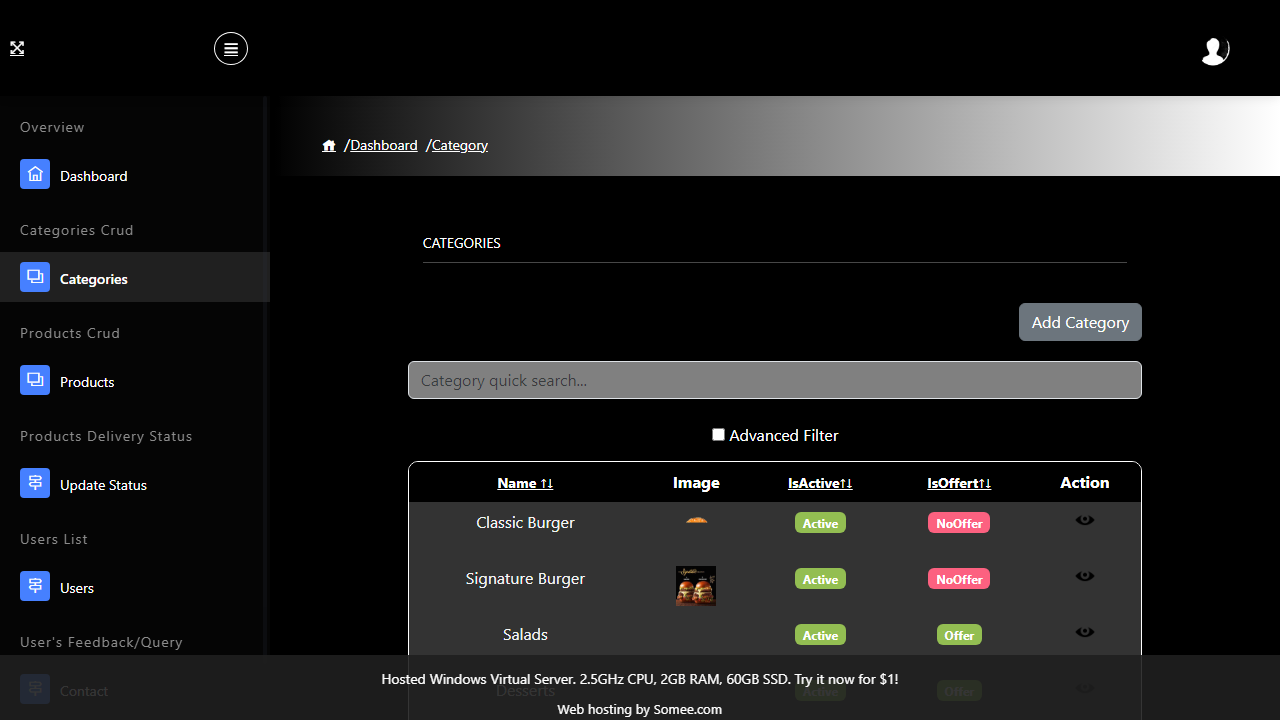 Overview
Dashboard
Categories Crud
Categories
Products Crud
Products
Products Delivery Status
Update Status
Users List
Users
User's Feedback/Query
Contact
/Dashboard /Category
CATEGORIES
Add Category
Category quick search...
Advanced Filter
Name ↑↓ Image IsActive↑↓ IsOffert↑↓ Action
Classic Burger Active NoOffer
Signature Burger Active NoOffer
Salads Active Offer
Desserts Active Offer
Hosted Windows Virtual Server. 2.5GHz CPU, 2GB RAM, 60GB SSD. Try it now for $1!
Web hosting by Somee.com